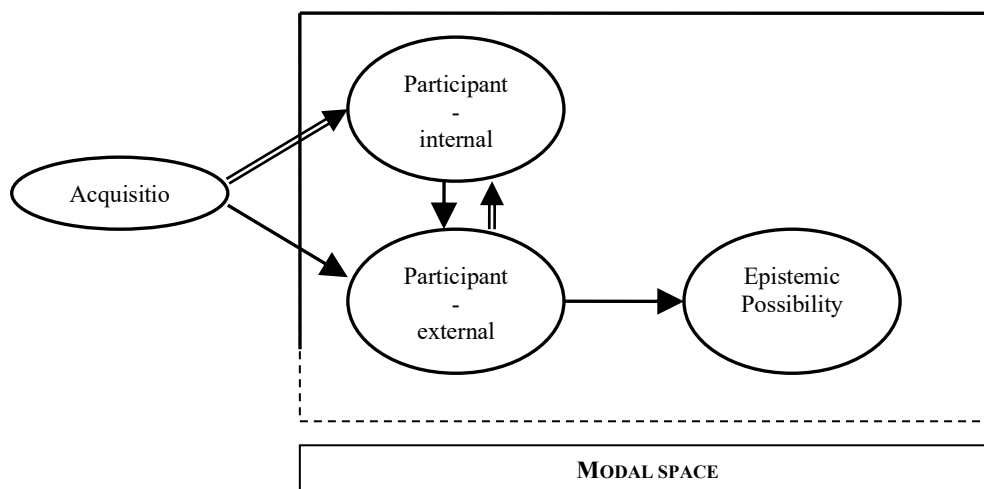 Participant
-
internal
Acquisitio
Participant
-
external
Epistemic
Possibility
MODAL SPACE